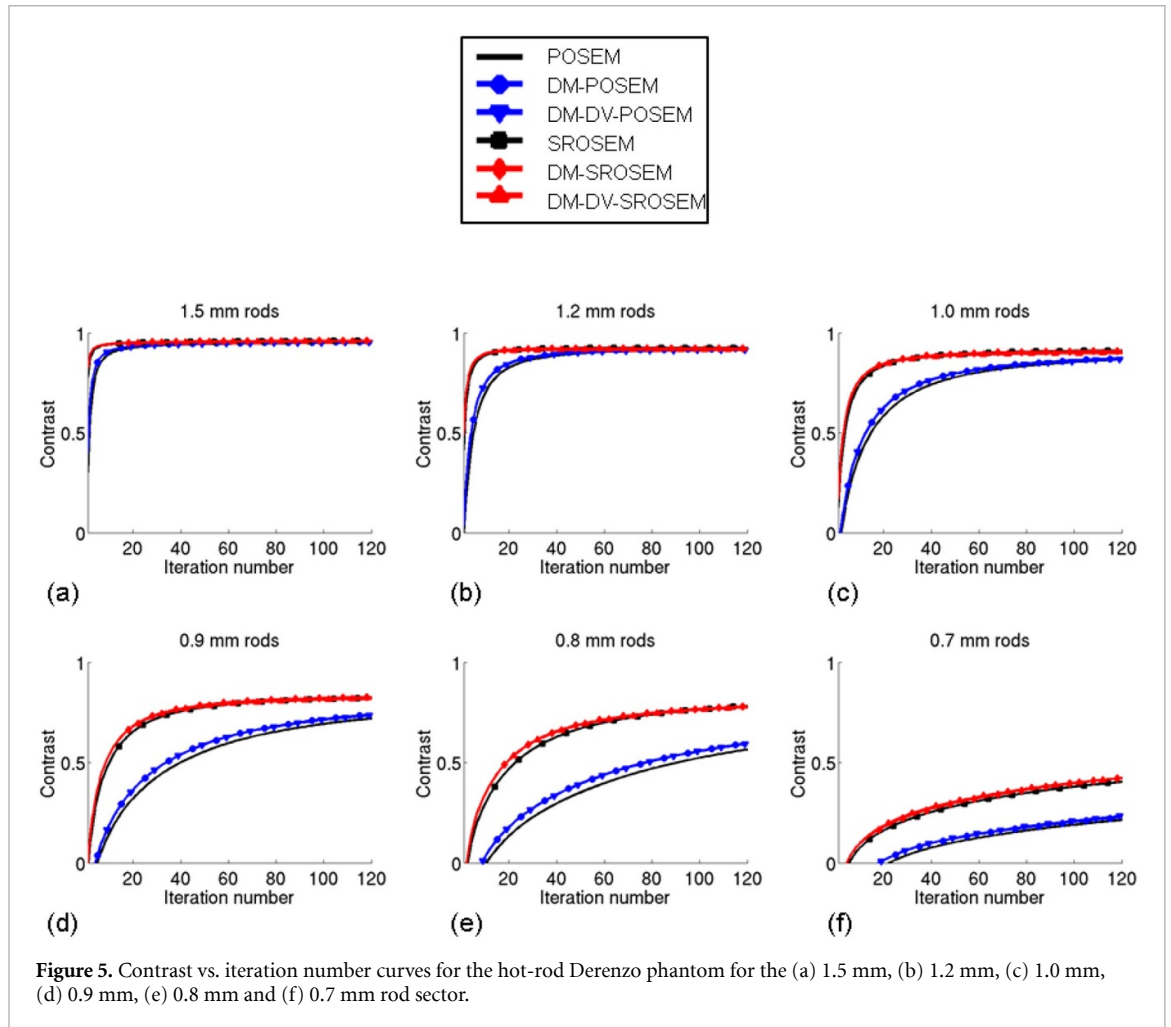 POSEM
DM-POSEM
DM-DV-POSEM
SROSEM
DM-SROSEM
DM-DV-SROSEM
1.5 mm rods
1
0.5
0
Contrast
20 40 60 80 100 120
Iteration number
(a)
1.2 mm rods
1
0.5
0
Contrast
20 40 60 80 100 120
Iteration number
(b)
1.0 mm rods
1
0.5
0
Contrast
20 40 60 80 100 120
Iteration number
(c)
0.9 mm rods
1
0.5
0
Contrast
20 40 60 80 100 120
Iteration number
(d)
0.8 mm rods
1
0.5
0
Contrast
20 40 60 80 100 120
Iteration number
(e)
0.7 mm rods
1
0.5
0
Contrast
20 40 60 80 100 120
Iteration number
(f)
Figure 5. Contrast vs. iteration number curves for the hot-rod Derenzo phantom for the (a) 1.5 mm, (b) 1.2 mm, (c) 1.0 mm,
(d) 0.9 mm, (e) 0.8 mm and (f) 0.7 mm rod sector.